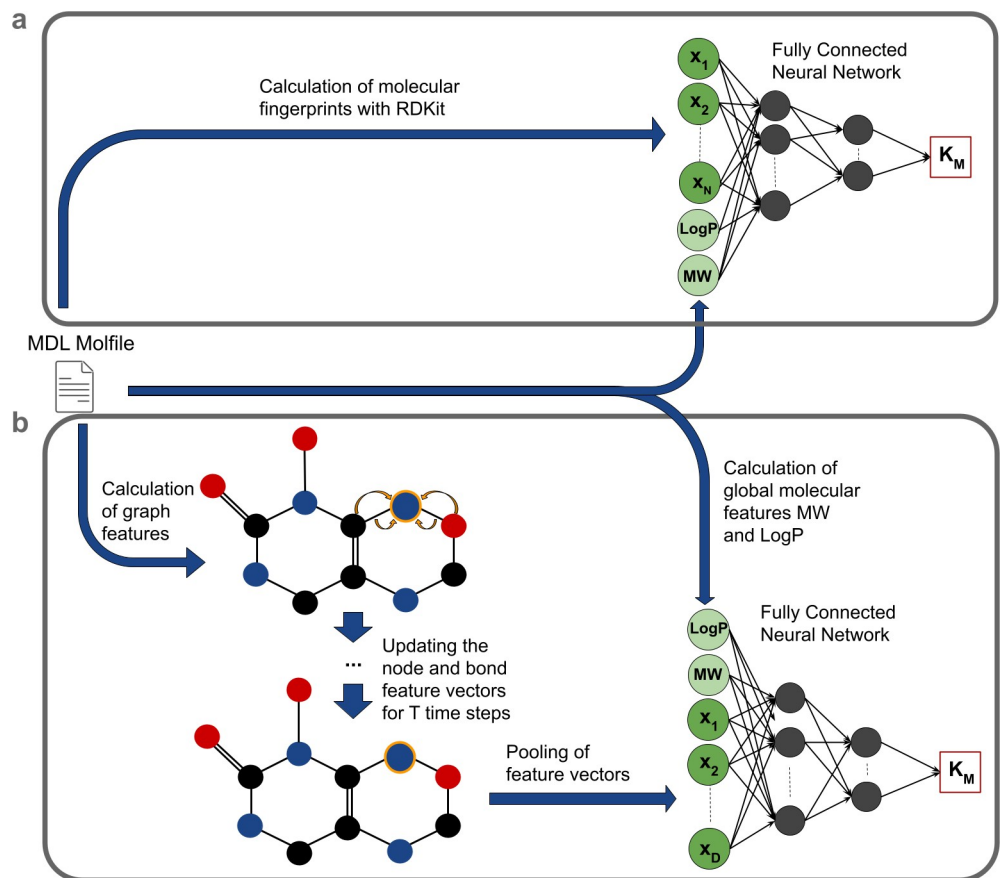 a
Calculation of molecular
fingerprints with RDKit
x1
x2
xN
LogP
MW
Fully Connected
Neural Network
KM
MDL Molfile
b
Calculation
of graph
features
Updating the
... node and bond
feature vectors
for T time steps
Pooling of
feature vectors
Calculation of
global molecular
features MW
and LogP
LogP
MW
x1
x2
xD
Fully Connected
Neural Network
KM